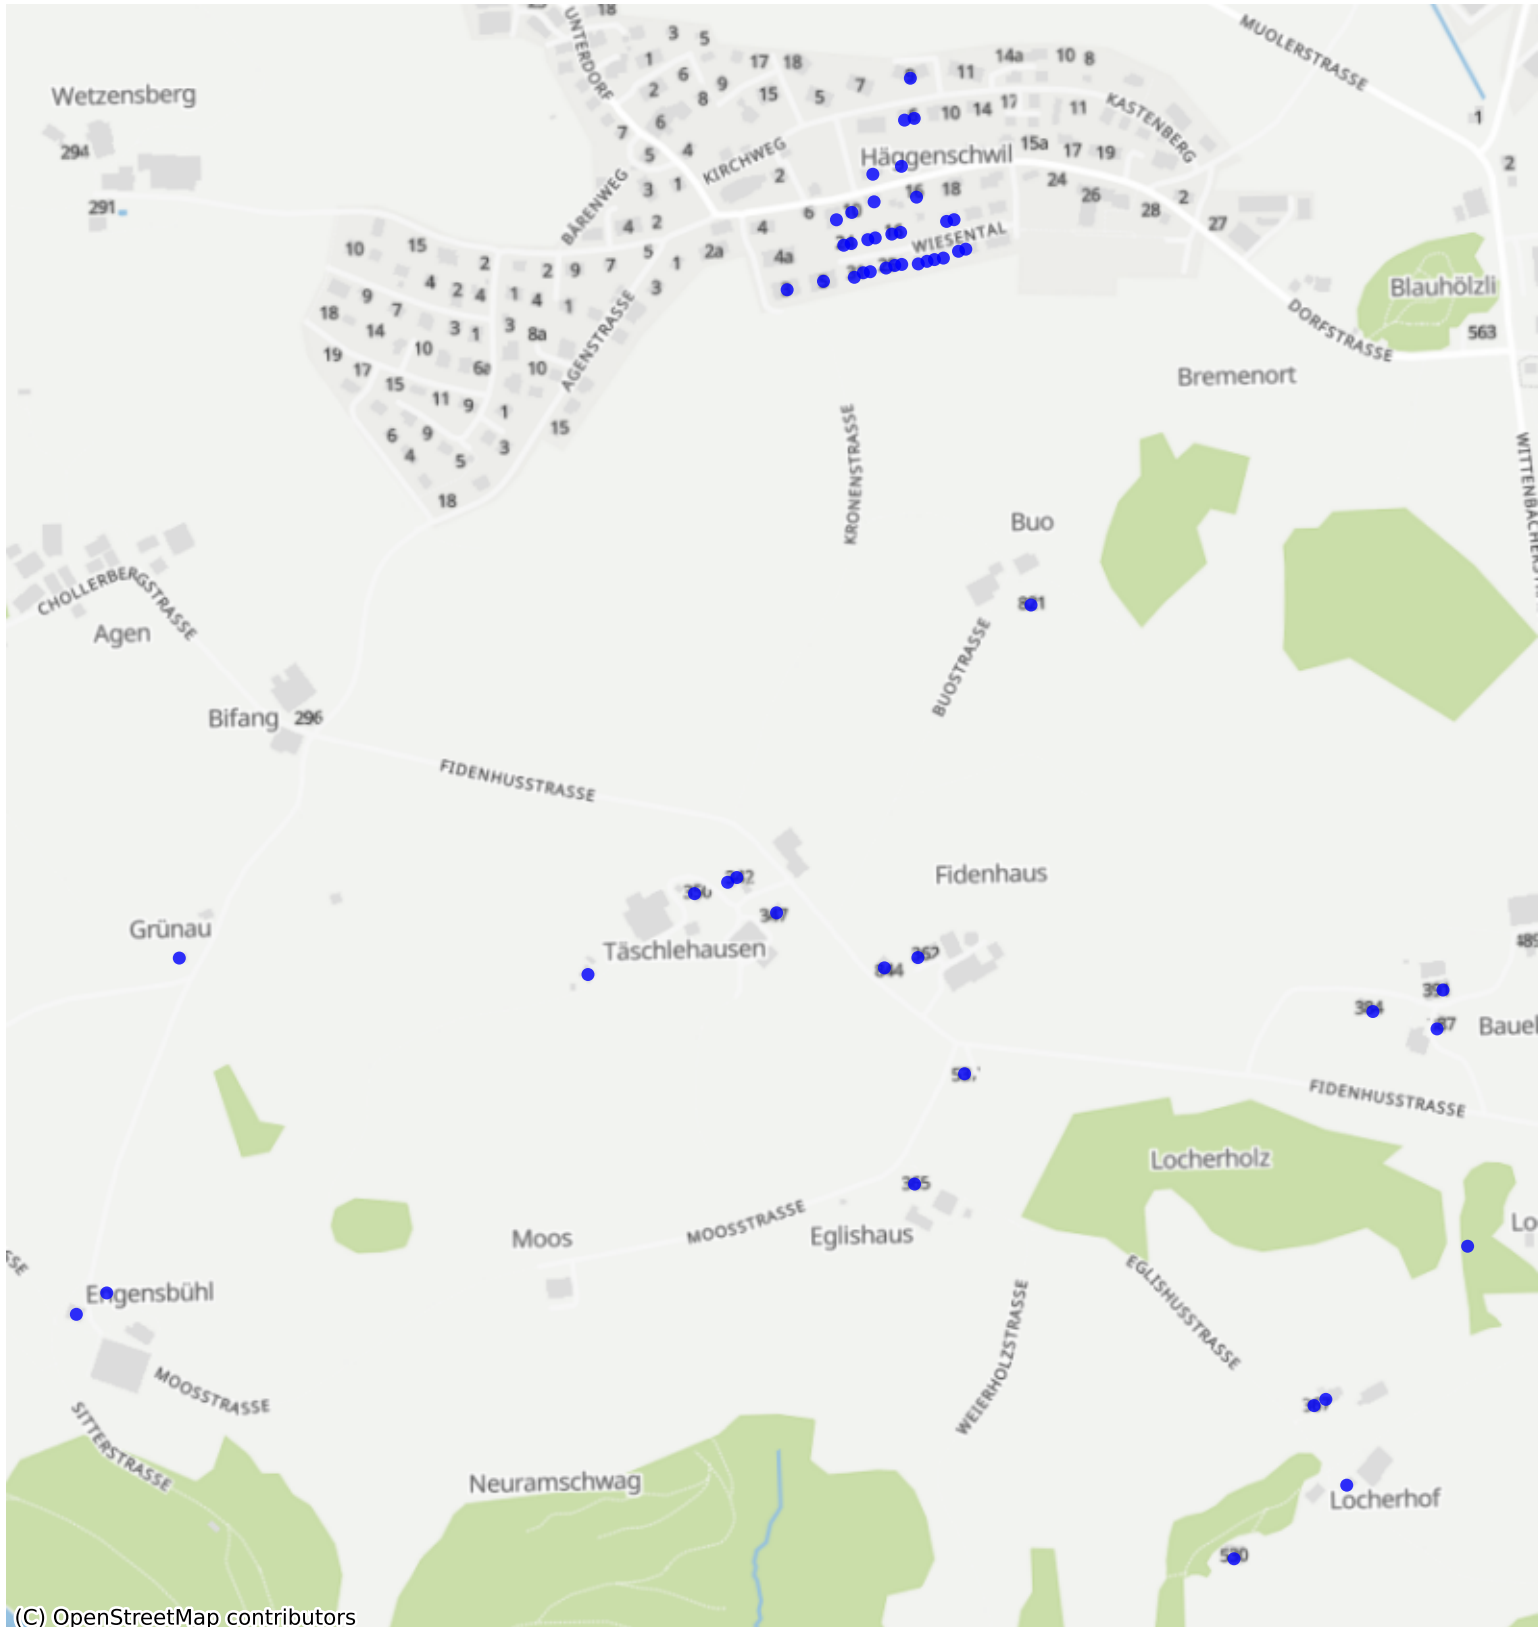 18
3
5
17
18
14a
10
8
MUOLERSTRASSE
UNTERDORF
1
6
11
Wetzensberg
2
9
8
15
5
7
KASTENBERG
10
14
17
11
1
294
7
6
5
4
KIRCHWEG
Häggenschwil
15a
17
19
2
291
BÄRENWEG
3
1
2
16
18
24
26
2
4
2
6
4
28
27
10
15
2
2
9
7
5
1
2a
4a
WIESENTAL
Blauhölzli
9
4
2
4
1
4
1
3
18
7
14
3
1
3
8a
AGENSTRASSE
DORFSTRASSE
563
19
10
17
6a
10
Bremenort
15
11
9
1
6
9
15
KRONENSTRASSE
4
5
3
18
WITTENBACHERSTR
Buo
CHOLLERBERGSTRASSE
Agen
BUOSTRASSE
Bifang
296
FIDENHUSSTRASSE
Fidenhaus
Grünau
Täschlehausen
FIDENHUSSTRASSE
Locherholz
Moos
MOOSSTRASSE
Eglishaus
Engensbühl
EGLISHUSSTRASSE
WEIERHOLZSTRASSE
MOOSSTRASSE
SITTERSTRASSE
Neuramschwag
Locherhof
(C) OpenStreetMap contributors